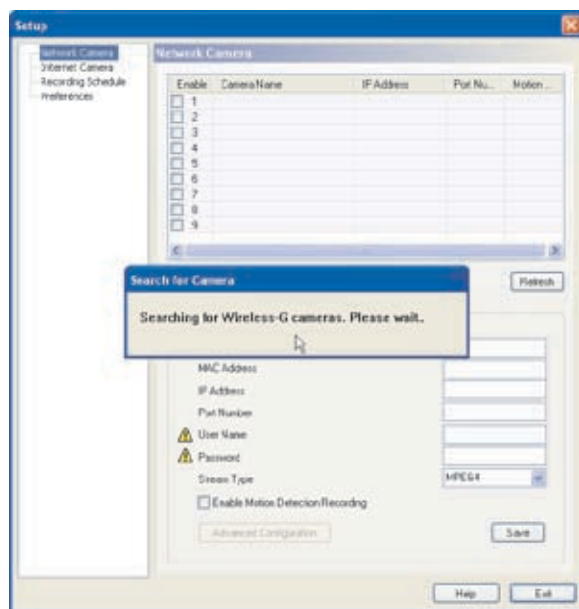 Setup
Network Camera
Internet Camera
Recording Schedule
Preferences
Network Camera
Enable Camera Name IP Address Port Nu... Motion ...
1
2
3
4
5
6
7
8
9
Refresh
Search for Camera
Searching for Wireless-G cameras. Please wait..
MAC Address
IP Address
Port Number
User Name
Password
Stream Type MPEG4
Enable Motion Detection Recording
Advanced Configuration Save
Help Exit